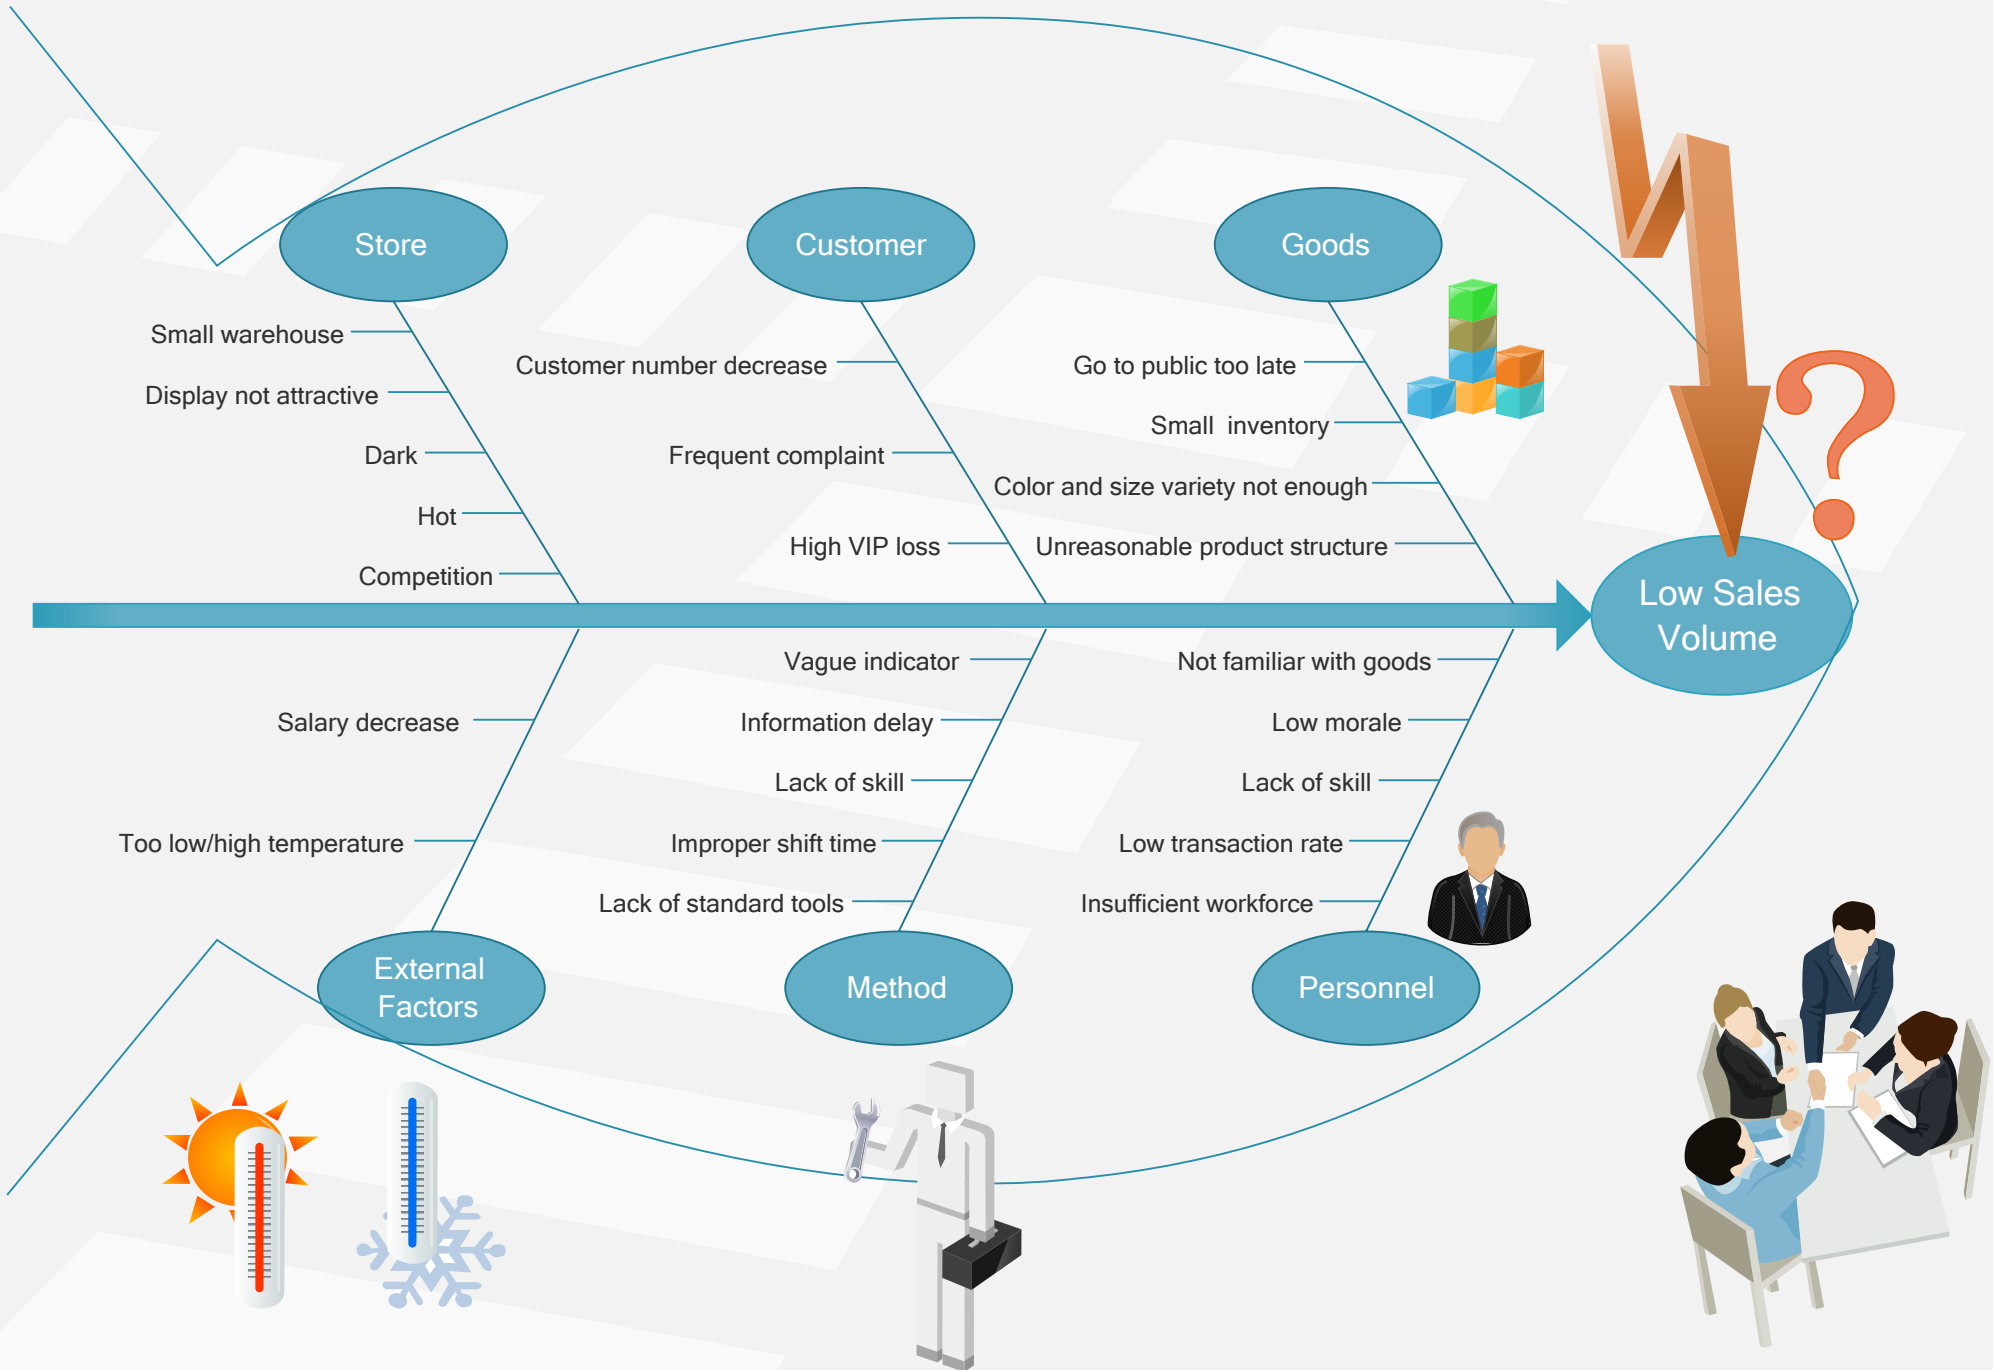 Store
Small warehouse
Display not attractive
Dark
Hot
Competition
Customer
Customer number decrease
Frequent complaint
High VIP loss
Goods
Go to public too late
Small  inventory
Color and size variety not enough
Unreasonable product structure
Low Sales
Volume
Salary decrease
Too low/high temperature
External
Factors
Vague indicator
Information delay
Lack of skill
Improper shift time
Lack of standard tools
Method
Not familiar with goods
Low morale
Lack of skill
Low transaction rate
Insufficient workforce
Personnel
?